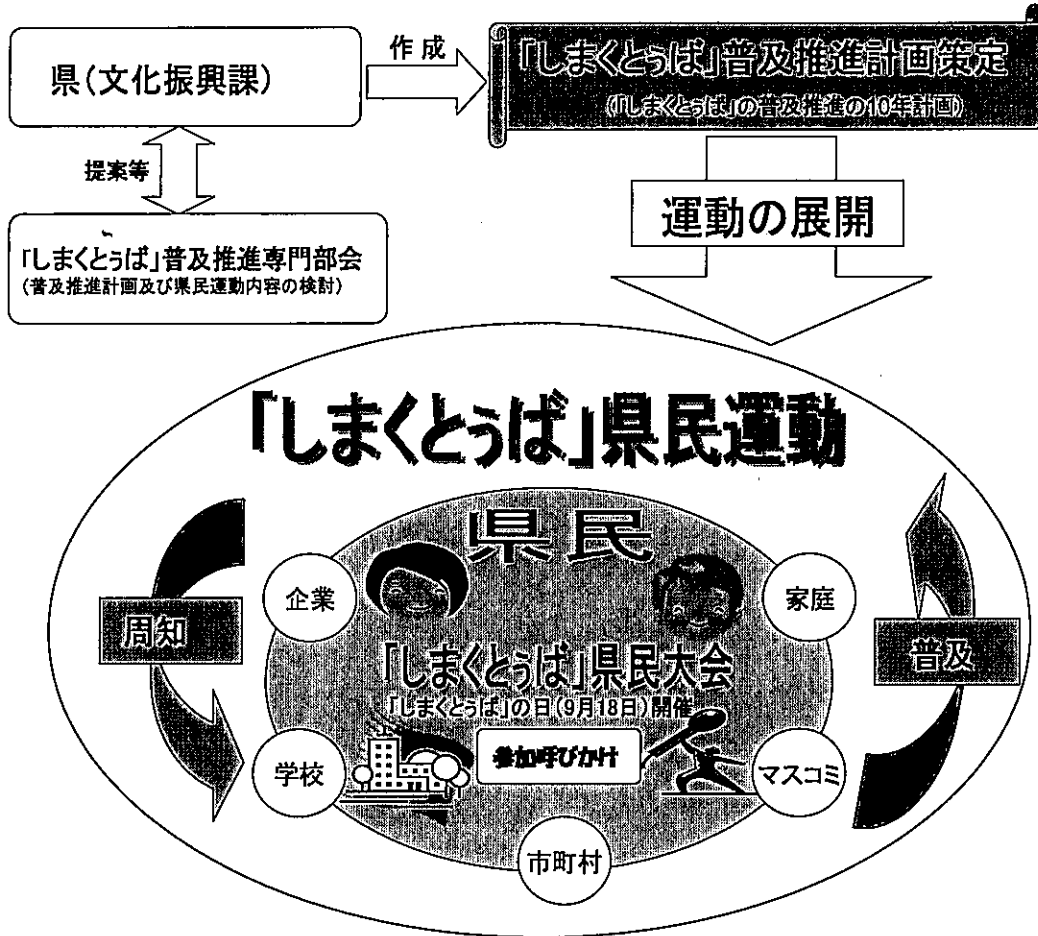 県(文化振興課)
作成
「しまくとぅば」普及推進計画策定
(「しまくとぅば」の普及推進の10年計画)
提案等
「しまくとぅば」普及推進専門部会
(普及推進計画及び県民運動内容の検討)
運動の展開
「しまくとぅば」県民運動
県民
企業
家庭
周知
普及
「しまくとぅば」県民大会
「しまくとぅば」の日(9月18日)開催
参加呼びかけ
学校
マスコミ
市町村